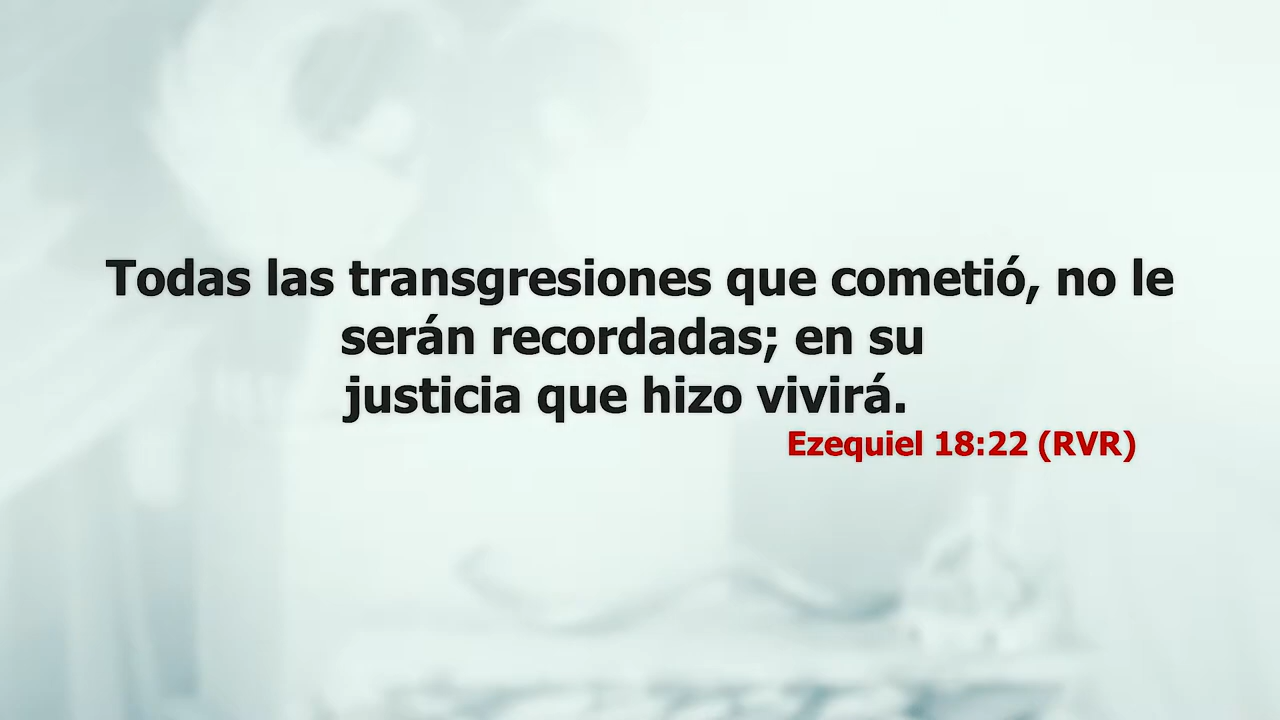 Todas las transgresiones que cometió, no le
serán recordadas; en su
justicia que hizo vivirá.
Ezequiel 18:22 (RVR)